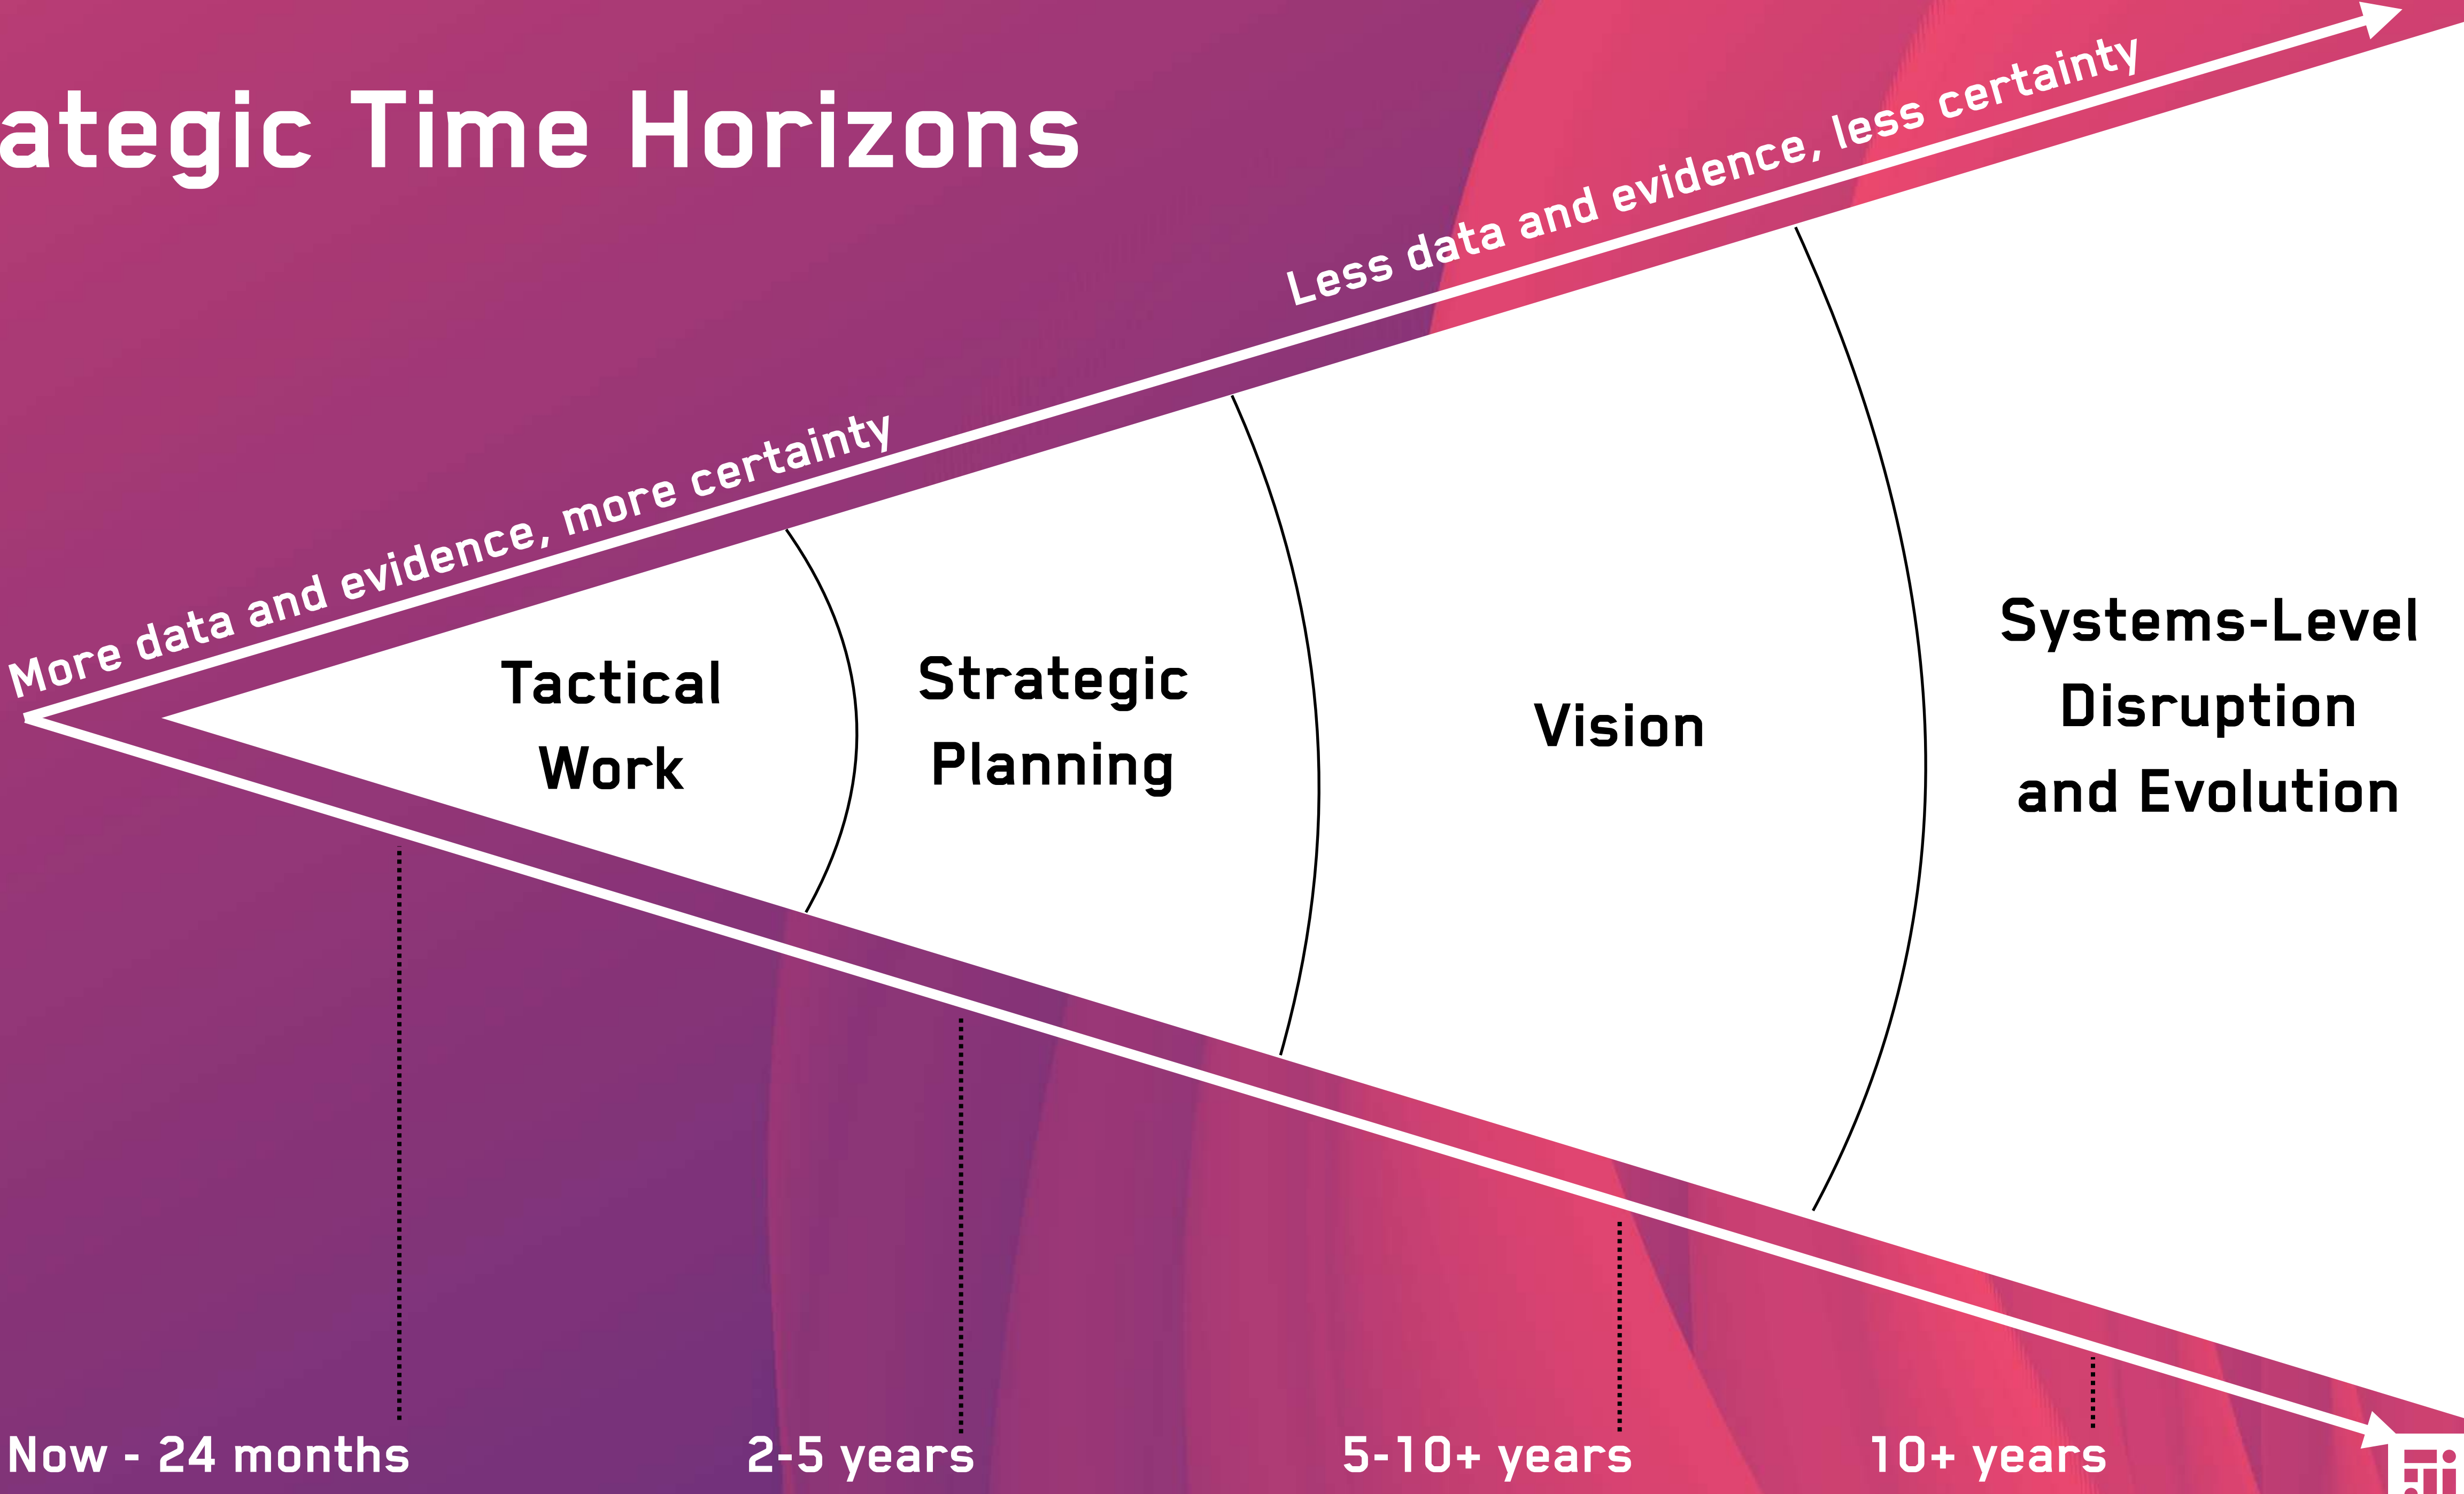 ategic Time Horizons
Less data and evidence, less certainty
More data and evidence, more certainty
Tactical
Work
Strategic
Planning
Vision
Systems-Level
Disruption
and Evolution
Now - 24 months
2-5 years
5-10+ years
10+ years